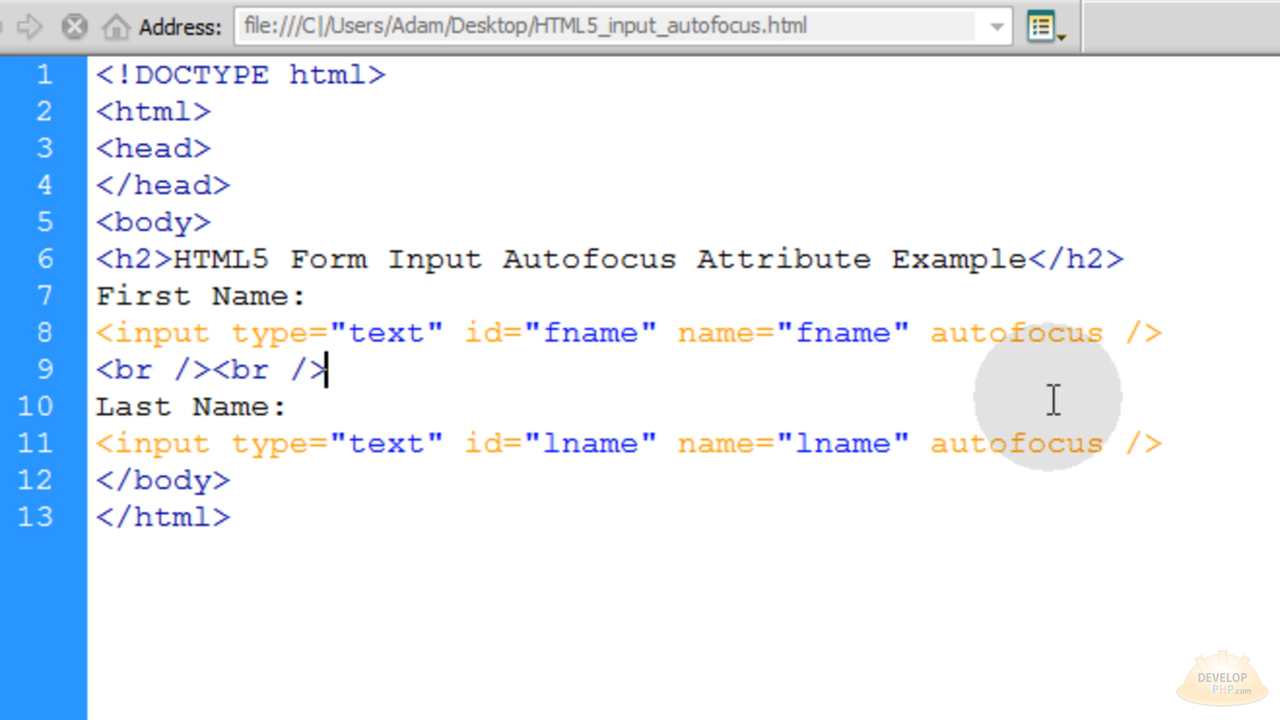 Address: file:///C|/Users/Adam/Desktop/HTML5_input_autofocus.html
1 <!DOCTYPE html>
2 <html>
3 <head>
4 </head>
5 <body>
6 <h2>HTML5 Form Input Autofocus Attribute Example</h2>
7 First Name:
8 <input type="text" id="fname" name="fname" autofocus />
9 <br /><br />
10 Last Name:
11 <input type="text" id="lname" name="lname" autofocus />
12 </body>
13 </html>
DEVELOP
PHP.com